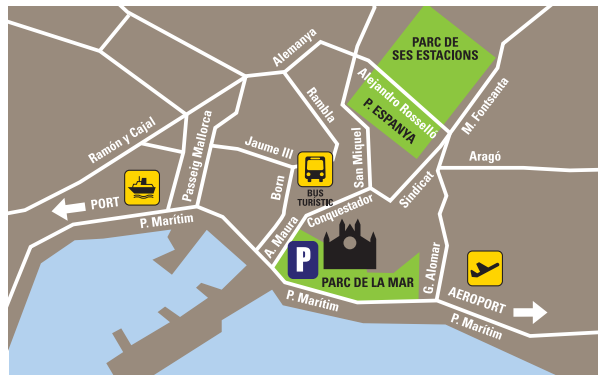 PARC DE
SES ESTACIONS
Alemanya
Alejandro Rosselló
P. ESPANYA
M. Fontsanta
Rambla
Ramón y Cajal
Passeig Mallorca
Jaume III
San Miquel
Aragó
Sindicat
Born
BUS
TURÍSTIC
Conquestador
PORT
P. Marítim
A. Maura
P
PARC DE LA MAR
G. Alomar
AEROPORT
P. Marítim
P. Marítim